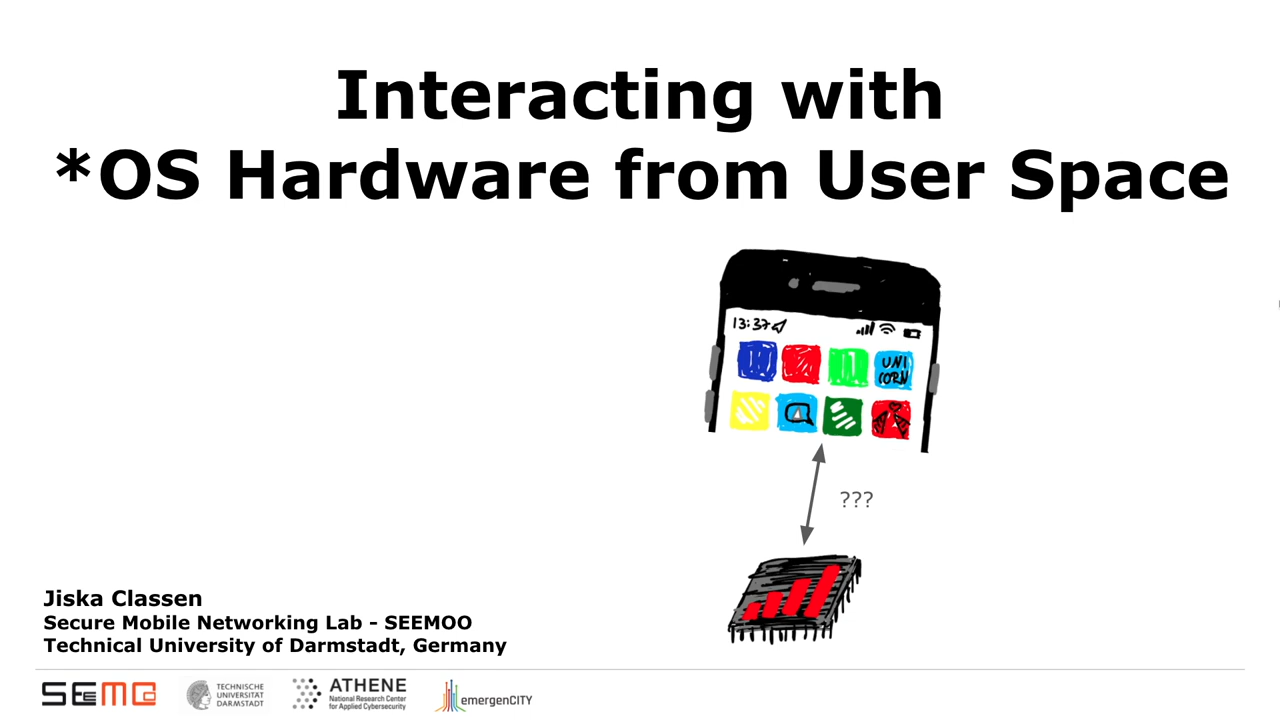 Interacting with
*OS Hardware from User Space
13:37
UNI
CORN
???
Jiska Classen
Secure Mobile Networking Lab - SEEMOO
Technical University of Darmstadt, Germany
SEMO
TECHNISCHE
UNIVERSITÄT
DARMSTADT
ATHENE
National Research Center
for Applied Cybersecurity
emergenCITY